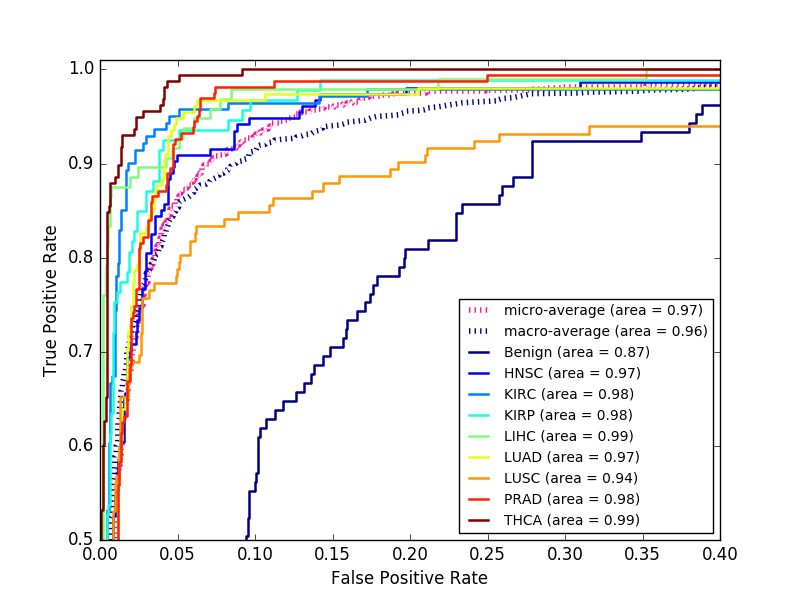 1.0
0.9
0.8
0.7
0.6
0.5
True Positive Rate
0.00 0.05 0.10 0.15 0.20 0.25 0.30 0.35 0.40
False Positive Rate
micro-average (area = 0.97)
macro-average (area = 0.96)
Benign (area = 0.87)
HNSC (area = 0.97)
KIRC (area = 0.98)
KIRP (area = 0.98)
LIHC (area = 0.99)
LUAD (area = 0.97)
LUSC (area = 0.94)
PRAD (area = 0.98)
THCA (area = 0.99)